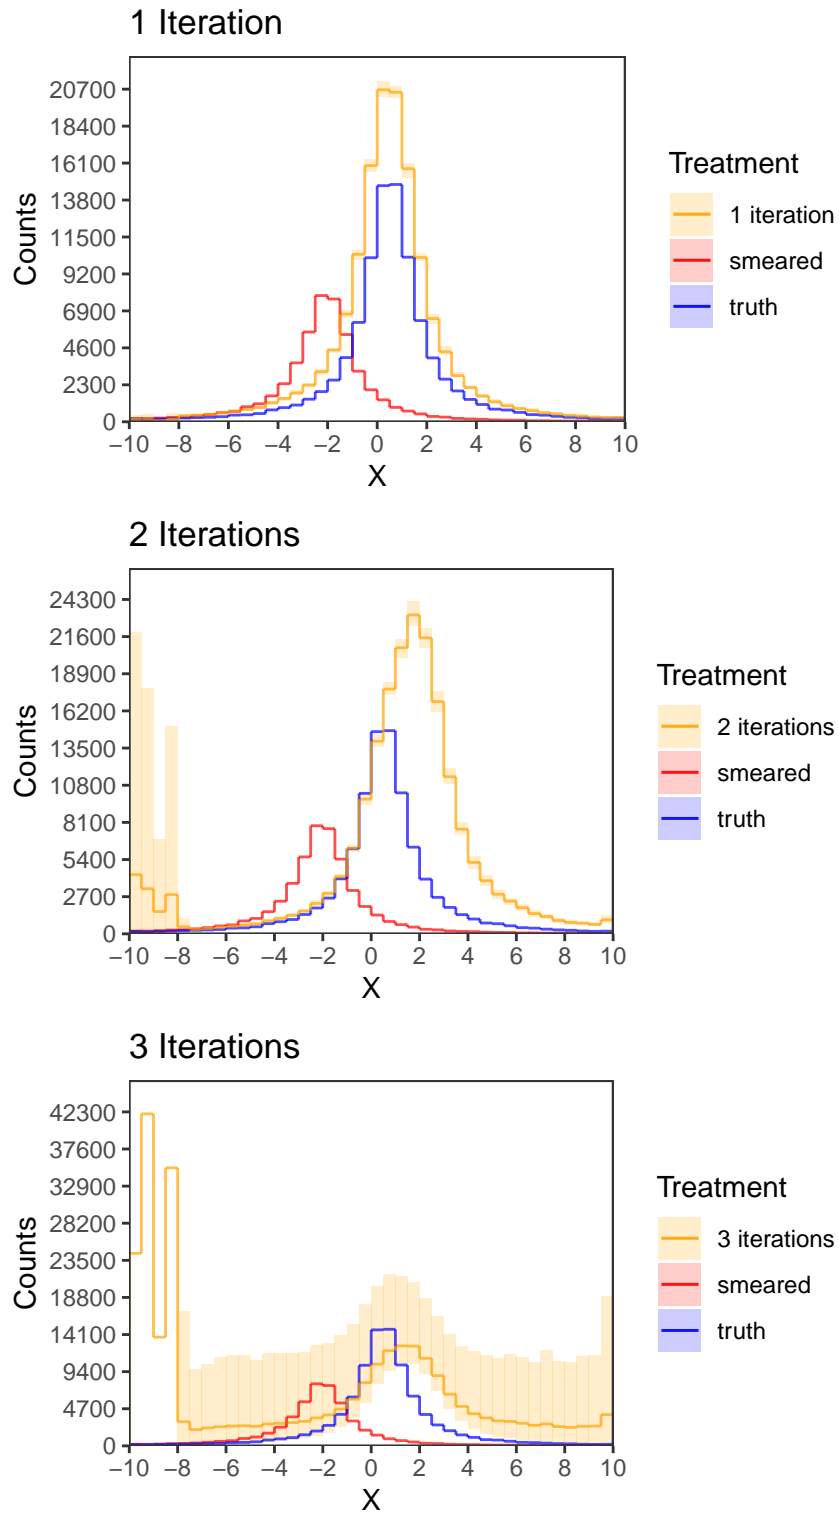 1 Iteration
20700
18400
16100
13800
11500
9200
6900
4600
2300
0
Counts
−10 −8 −6 −4 −2 0 2 4 6 8 10
X
Treatment
1 iteration
smeared
truth
2 Iterations
24300
21600
18900
16200
13500
10800
8100
5400
2700
0
Counts
−10 −8 −6 −4 −2 0 2 4 6 8 10
X
Treatment
2 iterations
smeared
truth
3 Iterations
42300
37600
32900
28200
23500
18800
14100
9400
4700
0
Counts
−10 −8 −6 −4 −2 0 2 4 6 8 10
X
Treatment
3 iterations
smeared
truth